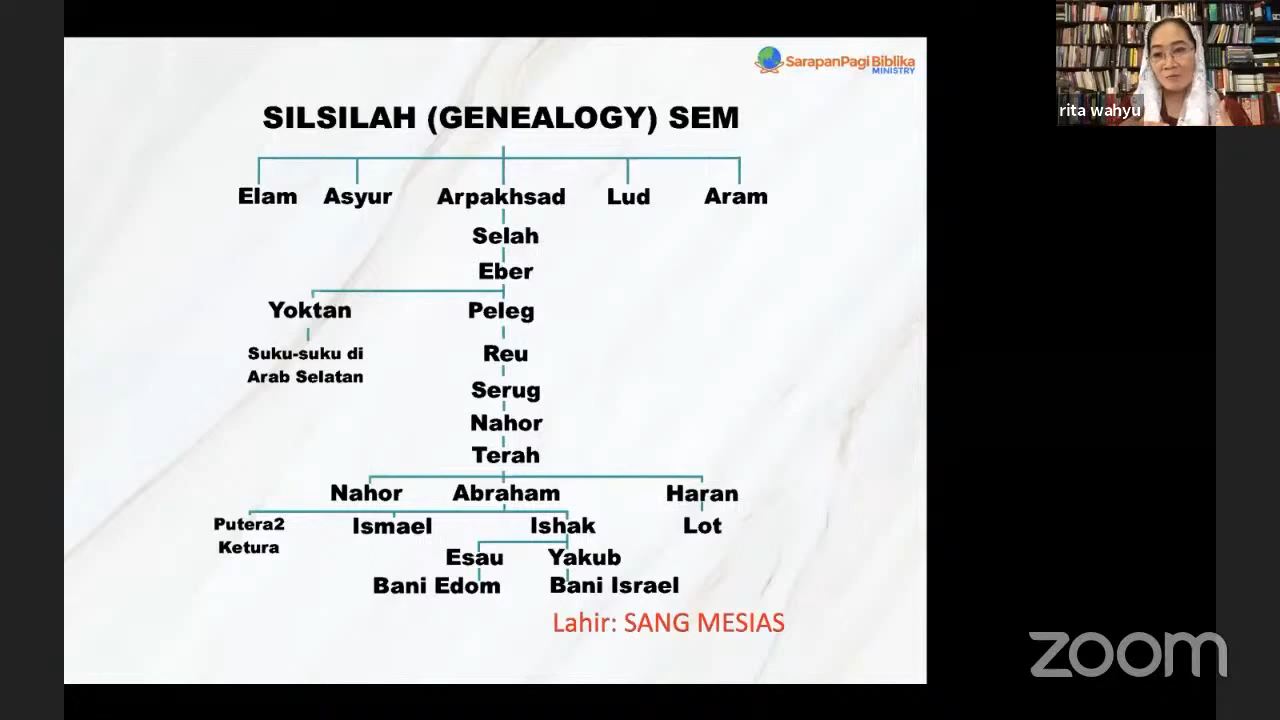 SarapanPagi Biblika
MINISTRY
rita wahyu
SILSILAH (GENEALOGY) SEM
Elam Asyur Arpakhsad Lud Aram
Selah
Eber
Yoktan Peleg
Suku-suku di
Arab Selatan
Reu
Serug
Nahor
Terah
Nahor Abraham Haran
Putera2
Ketura
Ismael Ishak Lot
Esau Yakub
Bani Edom Bani Israel
Lahir: SANG MESIAS
zoom